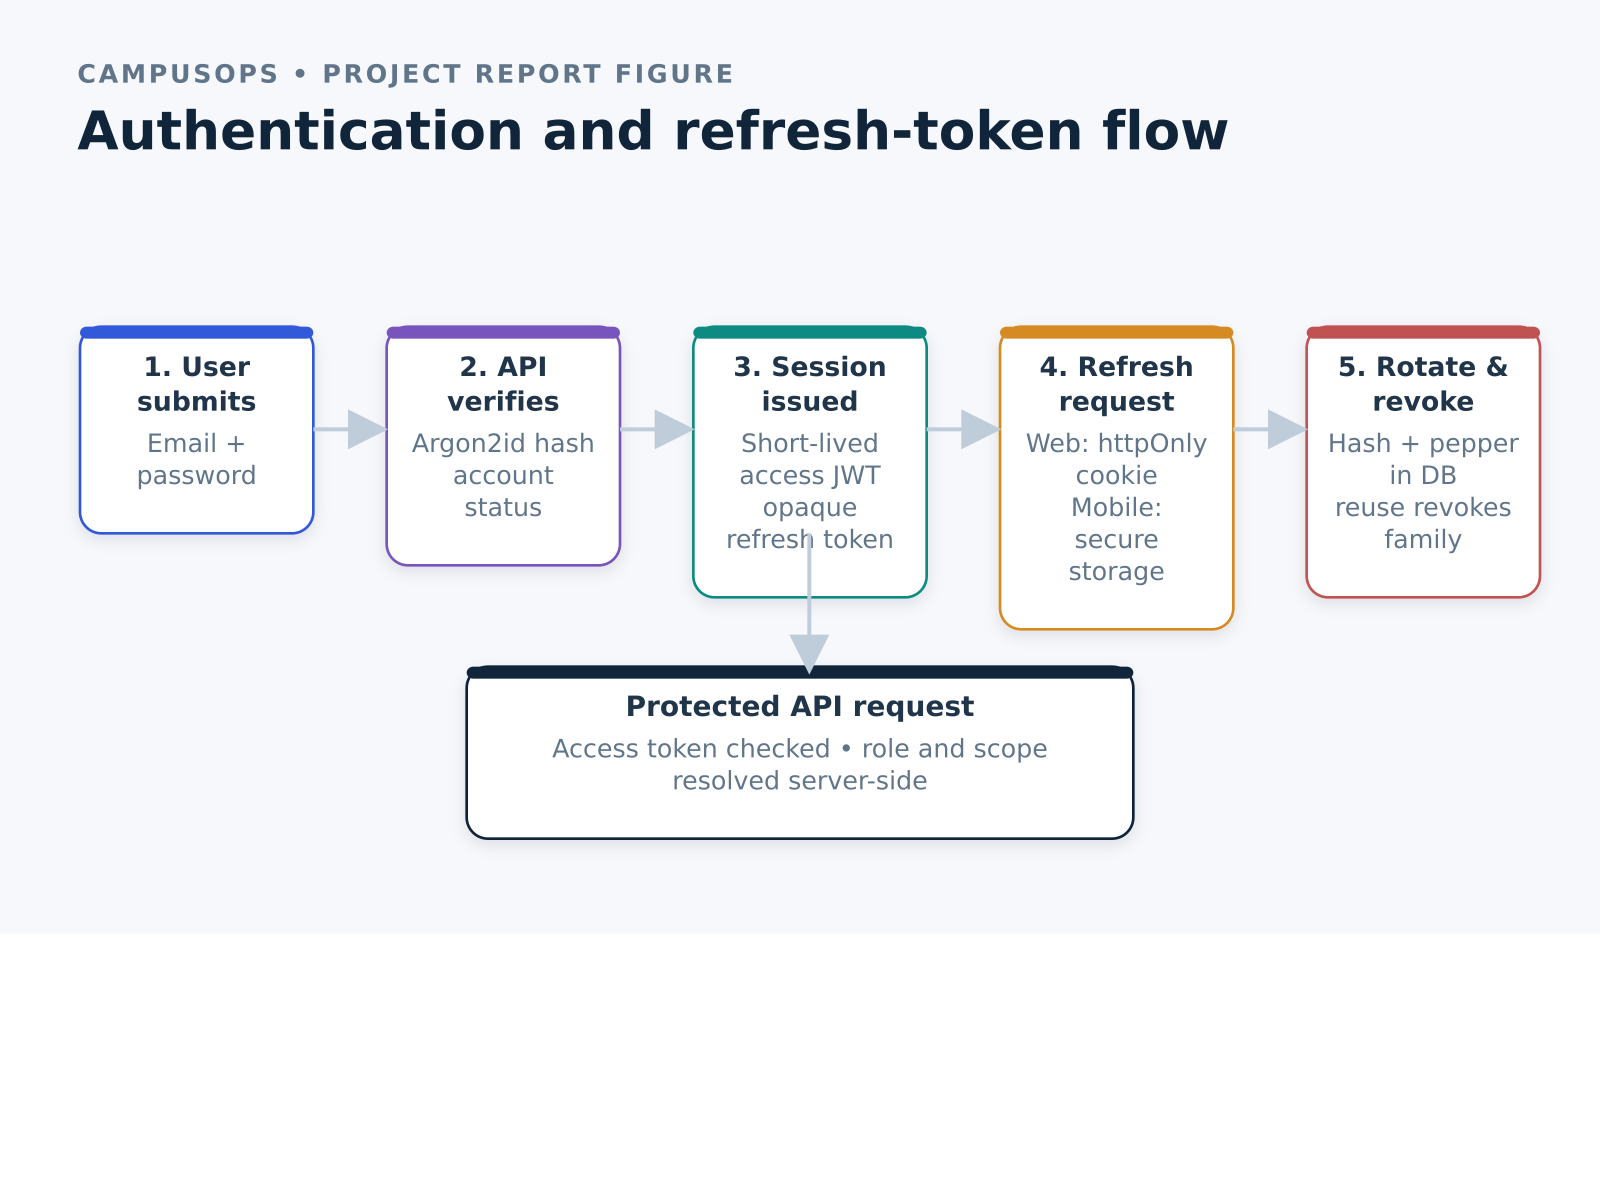 CAMPUSOPS • PROJECT REPORT FIGURE
Authentication and refresh-token flow
1. User
submits
Email +
password
2. API
verifies
Argon2id hash
account
status
3. Session
issued
Short-lived
access JWT
opaque
refresh token
4. Refresh
request
Web: httpOnly
cookie
Mobile:
secure
storage
5. Rotate &
revoke
Hash + pepper
in DB
reuse revokes
family
Protected API request
Access token checked • role and scope
resolved server-side